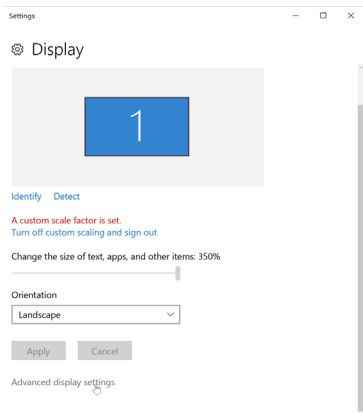 Settings
Display
1
Identify Detect
A custom scale factor is set.
Turn off custom scaling and sign out
Change the size of text, apps, and other items: 350%
Orientation
Landscape
Apply Cancel
Advanced display settings